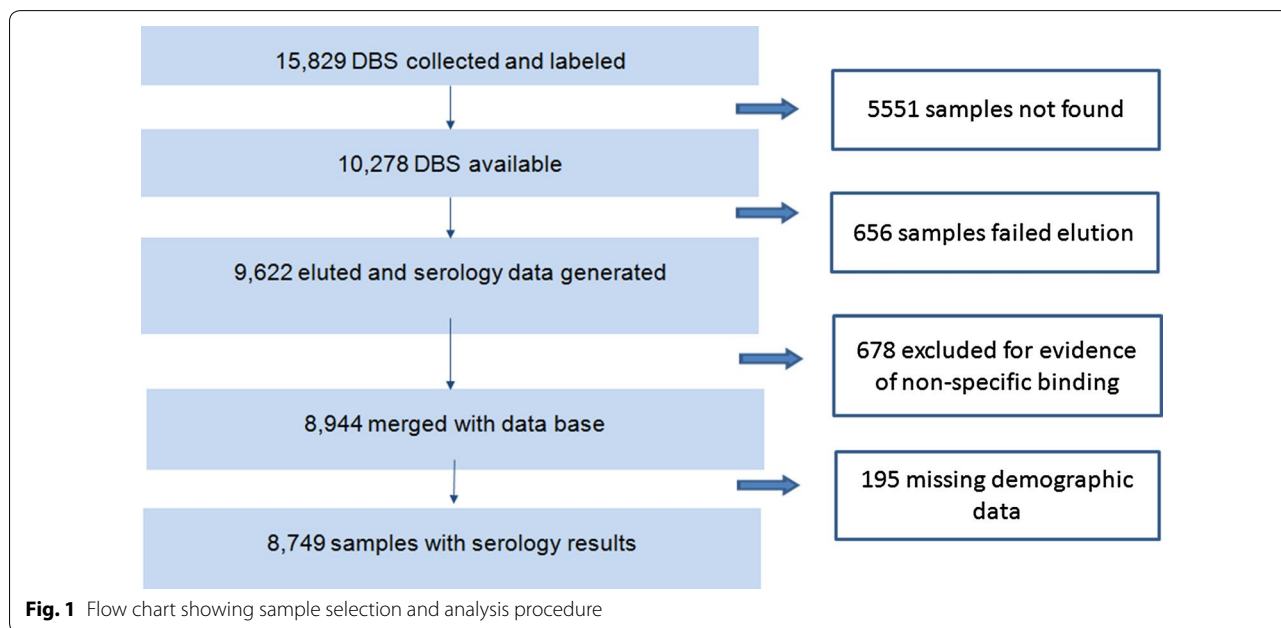 15,829 DBS collected and labeled
5551 samples not found
10,278 DBS available
656 samples failed elution
9,622 eluted and serology data generated
678 excluded for evidence
of non-specific binding
8,944 merged with data base
195 missing demographic
data
8,749 samples with serology results
Fig. 1 Flow chart showing sample selection and analysis procedure